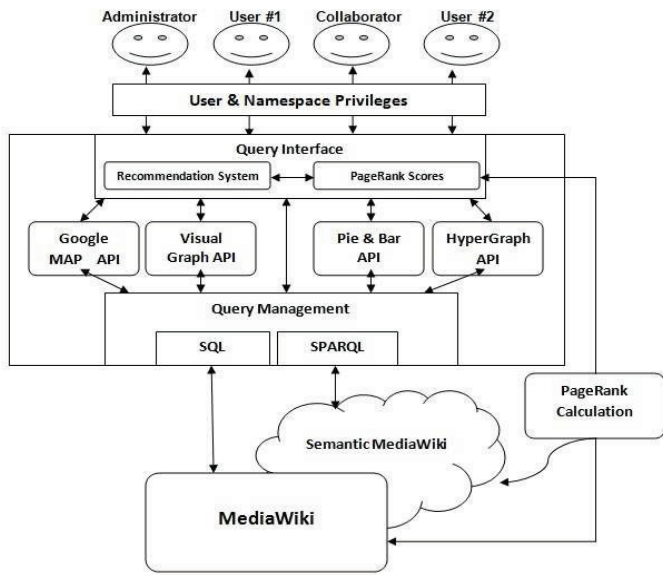 Administrator User #1 Collaborator User #2
User & Namespace Privileges
Query Interface
Recommendation System PageRank Scores
Google
MAP API
Visual
Graph API
Pie & Bar
API
HyperGraph
API
Query Management
SQL SPARQL
PageRank
Calculation
Semantic MediaWiki
MediaWiki